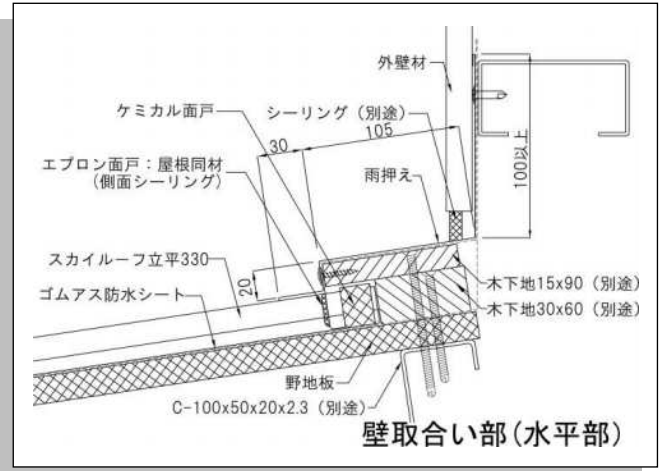 外壁材
ケミカル面戸
シーリング（別途）
30
105
エプロン面戸：屋根同材
（側面シーリング）
雨押え
100以上
スカイルーフ立平330
20
ゴムアス防水シート
木下地15x90（別途）
木下地30x60（別途）
野地板
C-100x50x20x2.3（別途）
壁取合い部(水平部)